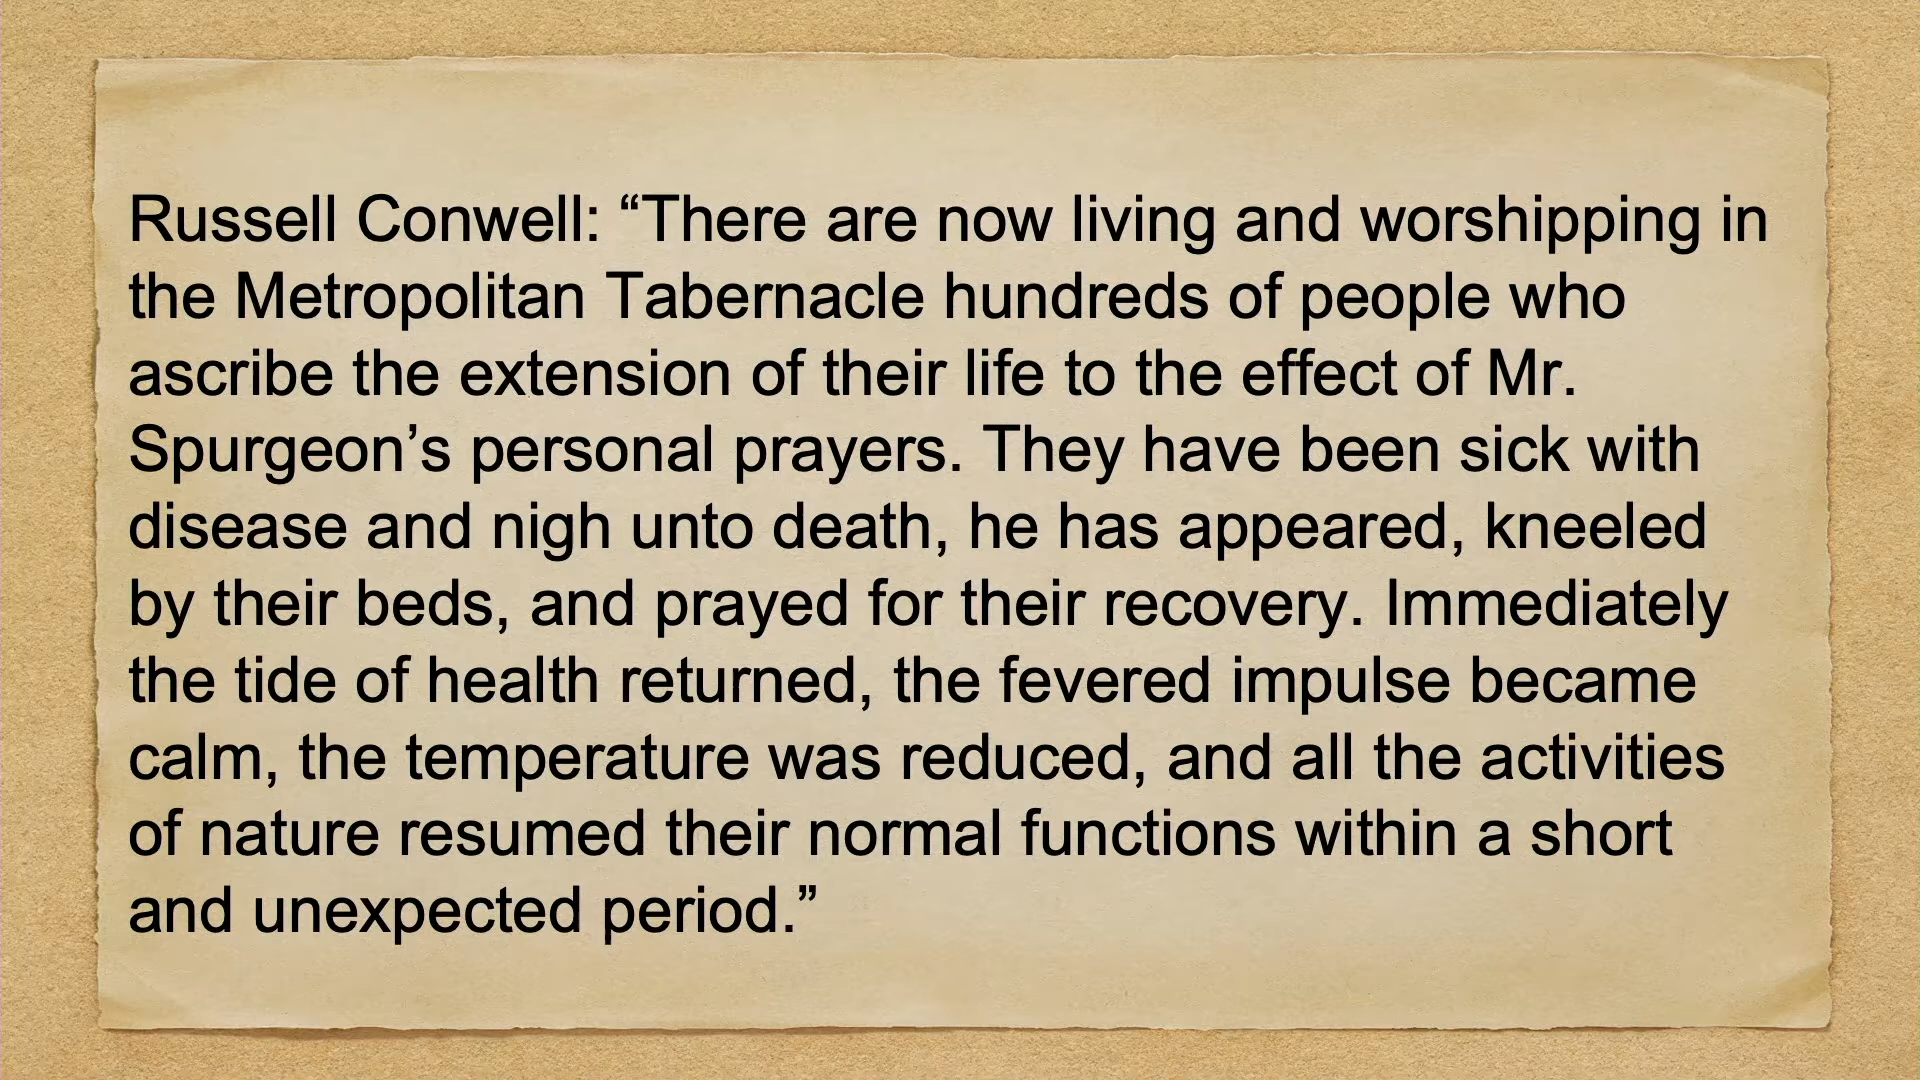 Russell Conwell: “There are now living and worshipping in
the Metropolitan Tabernacle hundreds of people who
ascribe the extension of their life to the effect of Mr.
Spurgeon’s personal prayers. They have been sick with
disease and nigh unto death, he has appeared, kneeled
by their beds, and prayed for their recovery. Immediately
the tide of health returned, the fevered impulse became
calm, the temperature was reduced, and all the activities
of nature resumed their normal functions within a short
and unexpected period.”